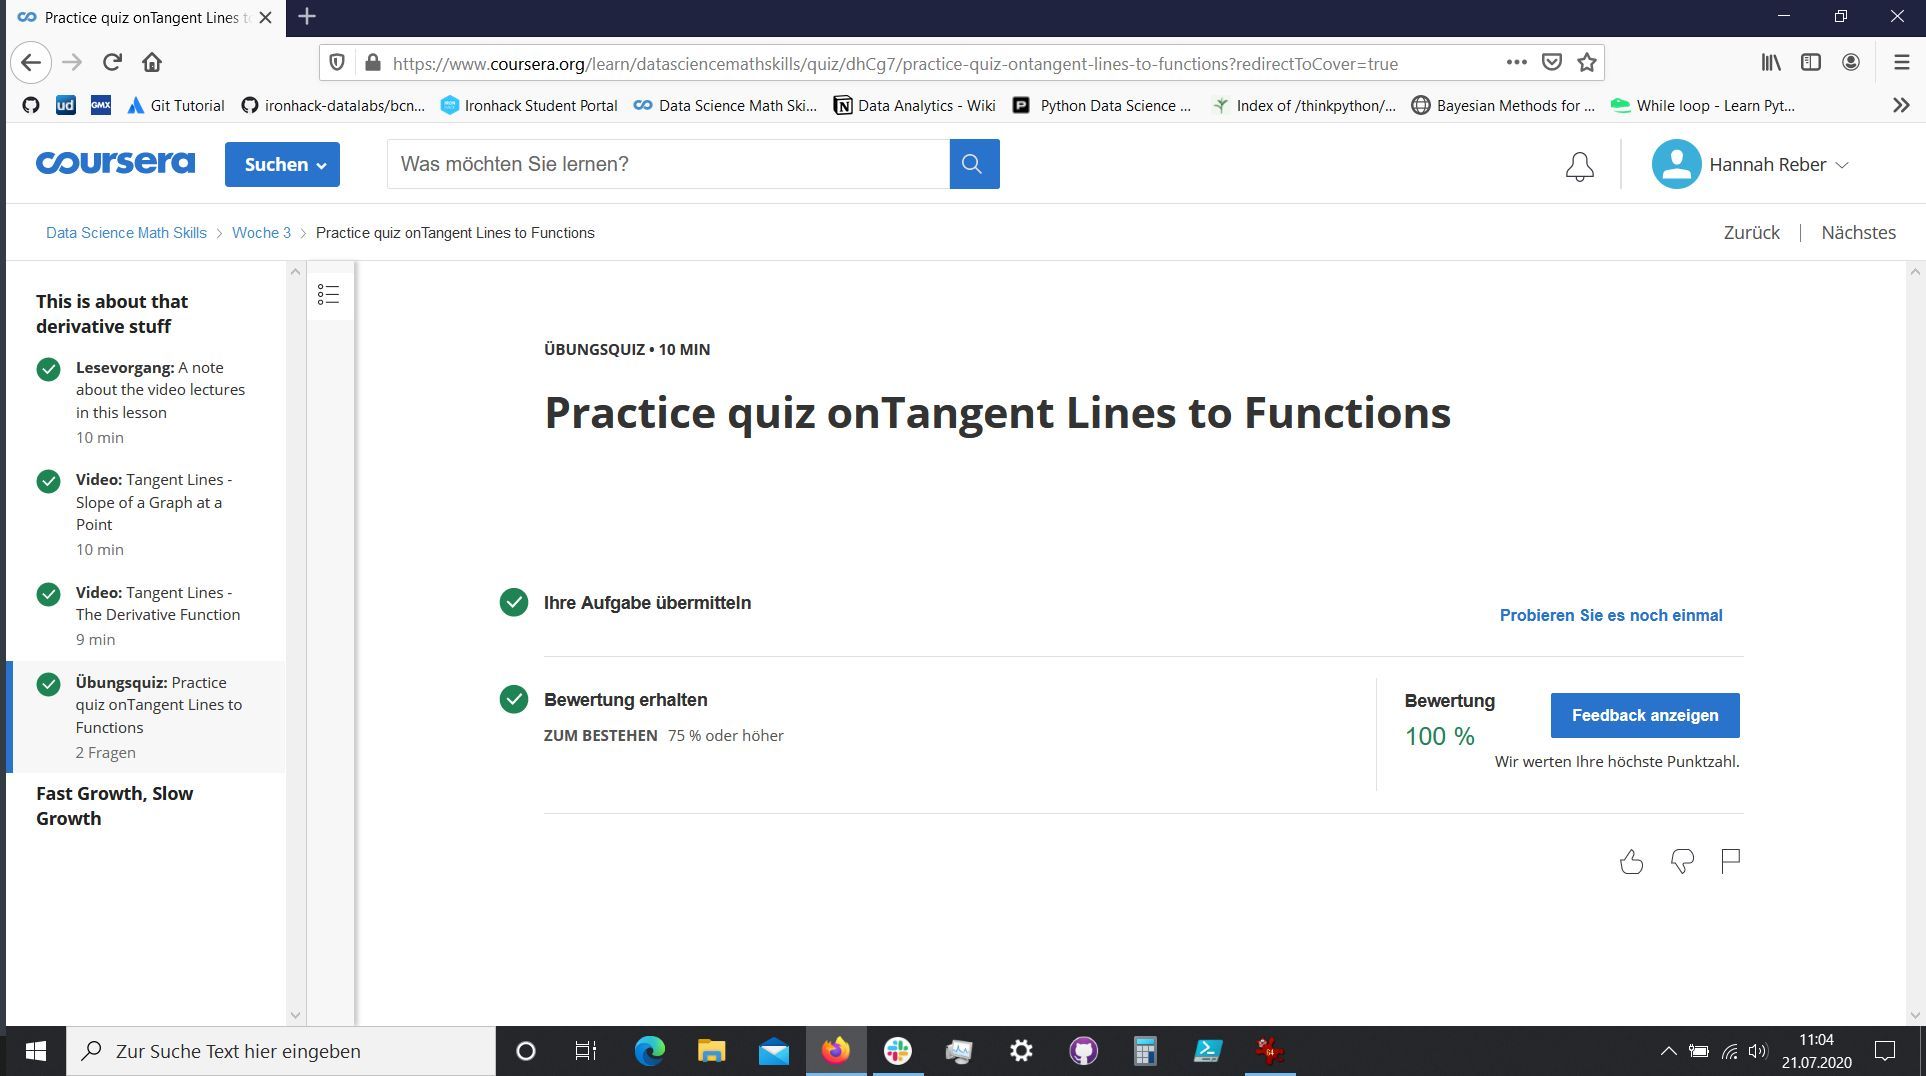 Practice quiz onTangent Lines to
https://www.coursera.org/learn/datasciencemathskills/quiz/dhCg7/practice-quiz-ontangent-lines-to-functions?redirectToCover=true
ud GMX Git Tutorial ironhack-datalabs/bcn... Ironhack Student Portal Data Science Math Ski... Data Analytics - Wiki Python Data Science ... Index of /thinkpython/... Bayesian Methods for ... While loop - Learn Pyt...
coursera Suchen Was möchten Sie lernen? Hannah Reber
Data Science Math Skills > Woche 3 > Practice quiz onTangent Lines to Functions Zurück | Nächstes
This is about that
derivative stuff
Lesevorgang: A note
about the video lectures
in this lesson
10 min
Video: Tangent Lines -
Slope of a Graph at a
Point
10 min
Video: Tangent Lines -
The Derivative Function
9 min
Übungsquiz: Practice
quiz onTangent Lines to
Functions
2 Fragen
Fast Growth, Slow
Growth
ÜBUNGSQUIZ • 10 MIN
Practice quiz onTangent Lines to Functions
Ihre Aufgabe übermitteln
Probieren Sie es noch einmal
Bewertung erhalten
ZUM BESTEHEN 75 % oder höher
Bewertung
100 %
Feedback anzeigen
Wir werten Ihre höchste Punktzahl.
Zur Suche Text hier eingeben
64
11:04
21.07.2020